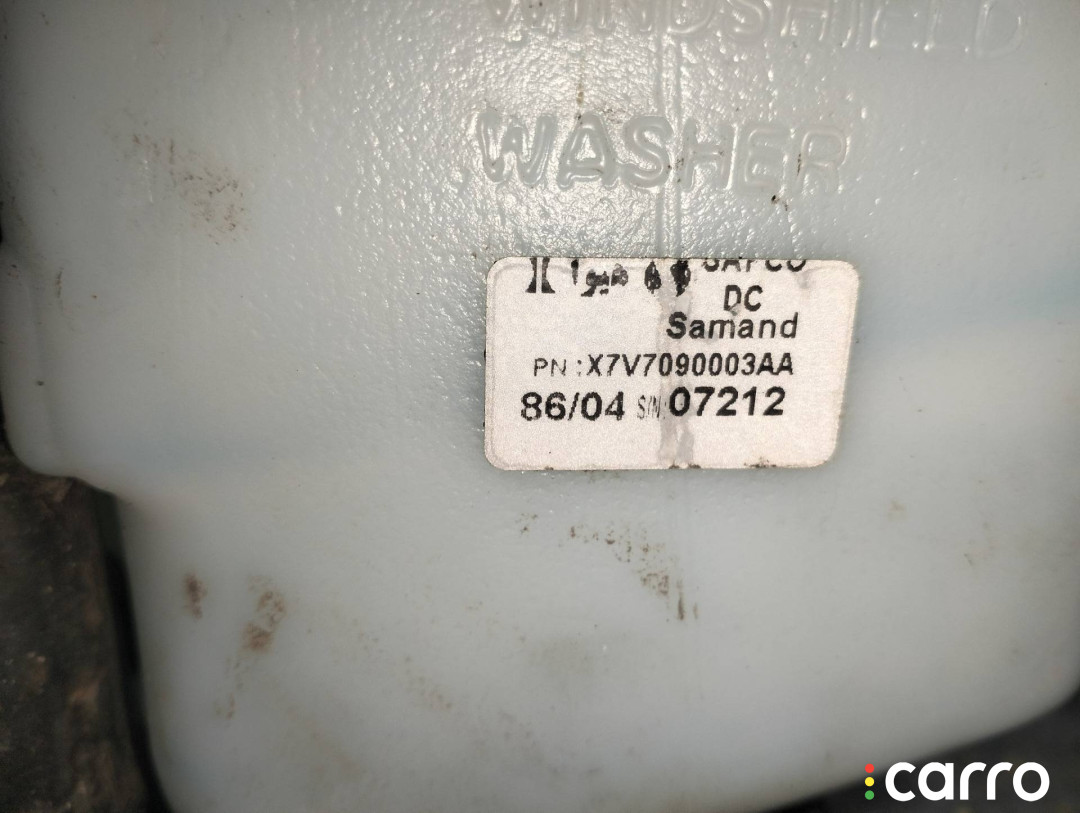 WINDSHIELD
WASHER
SAPCO
DC
Samand
PN :X7V7090003AA
86/04 S/N: 07212
carro